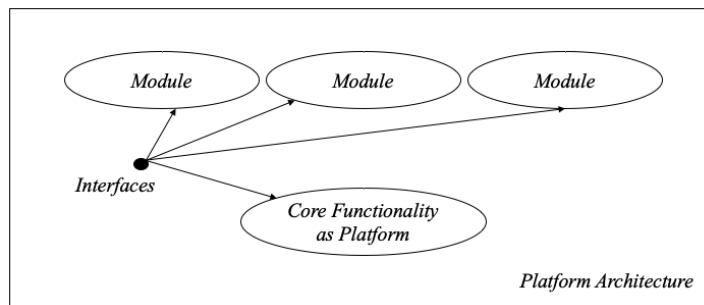 Module
Module
Module
Interfaces
Core Functionality
as Platform
Platform Architecture